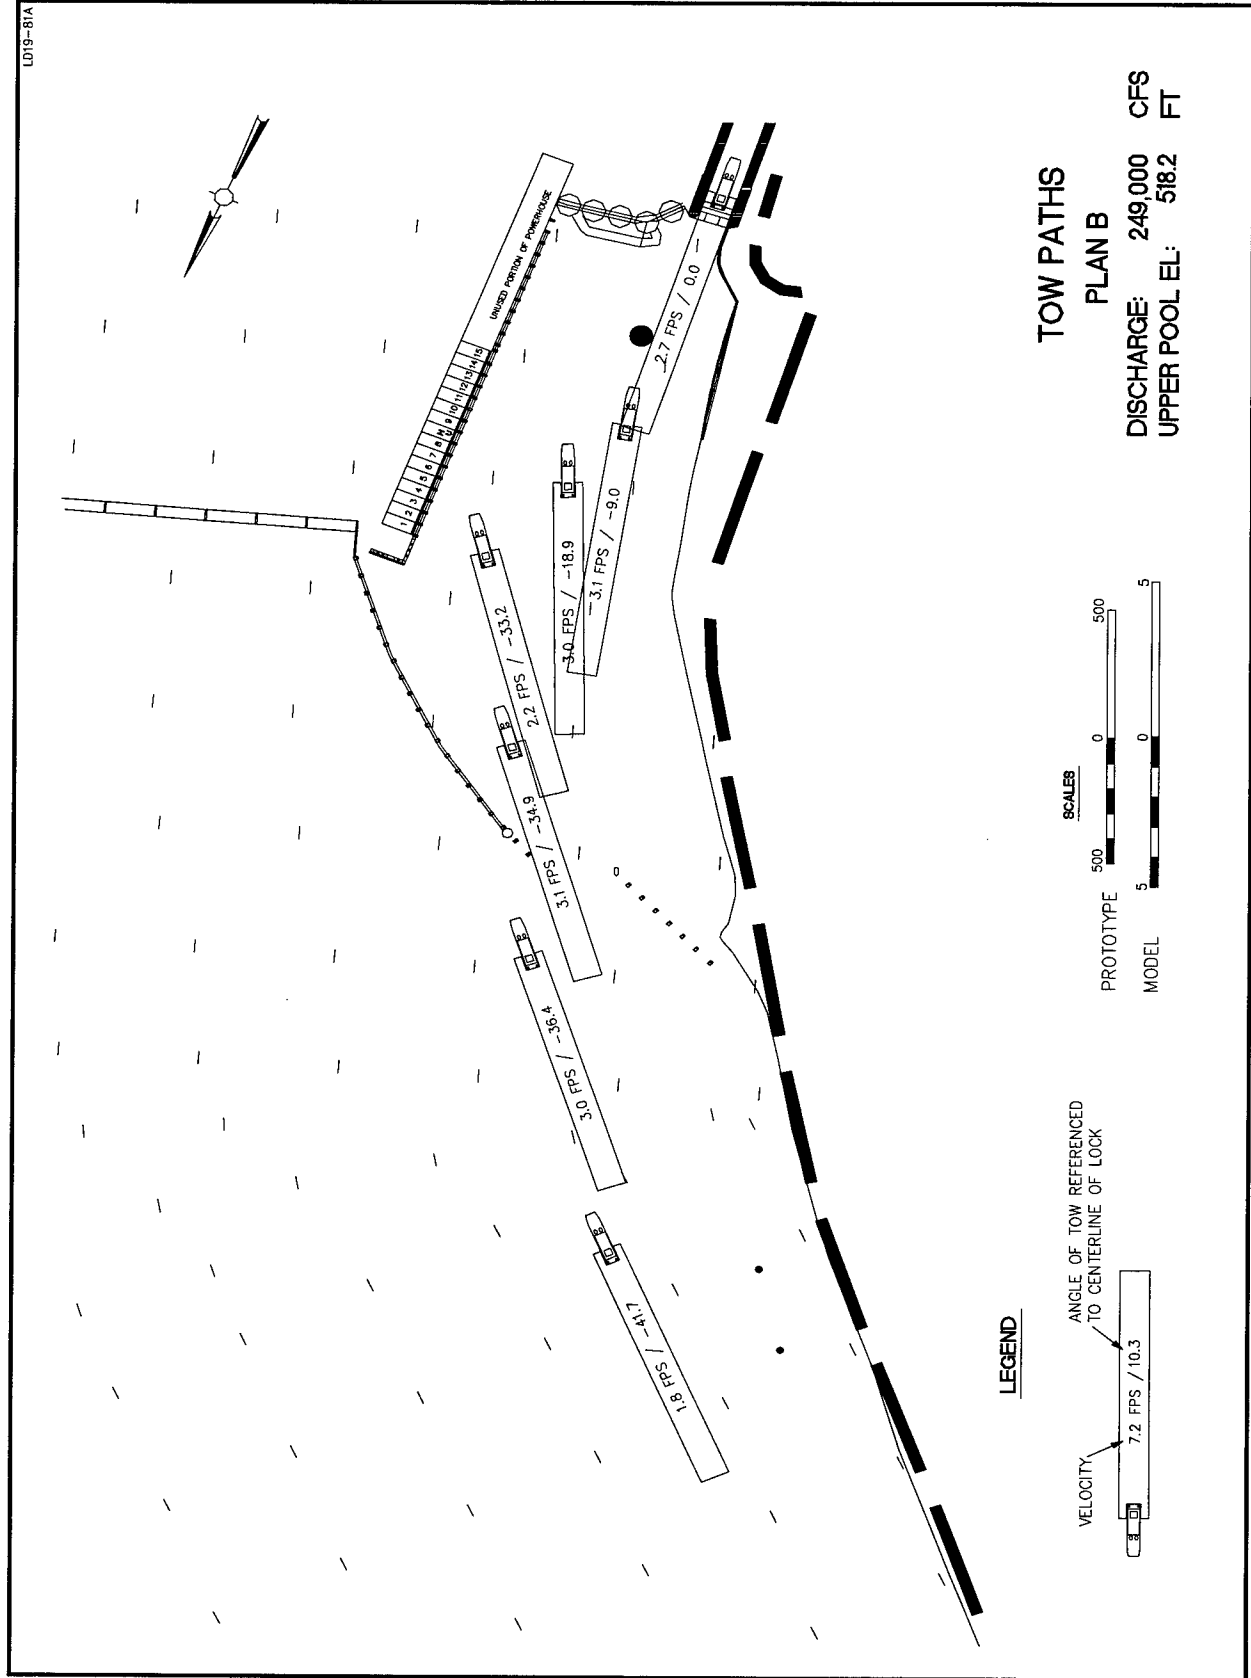 LD19-81A
UNUSED PORTION OF POWERHOUSE
1 2 3 4 5 6 7 8 9 10 11 12 13 14 15
2.7 FPS / 0.0
3.1 FPS / -9.0
3.0 FPS / -18.9
2.2 FPS / -33.2
3.1 FPS / -34.9
3.0 FPS / -36.4
1.8 FPS / -41.7
TOW PATHS
PLAN B
DISCHARGE: 249,000 CFS
UPPER POOL EL: 518.2 FT
SCALES
PROTOTYPE 500 0 500
MODEL 5 0 5
LEGEND
VELOCITY
ANGLE OF TOW REFERENCED
TO CENTERLINE OF LOCK
7.2 FPS / 10.3